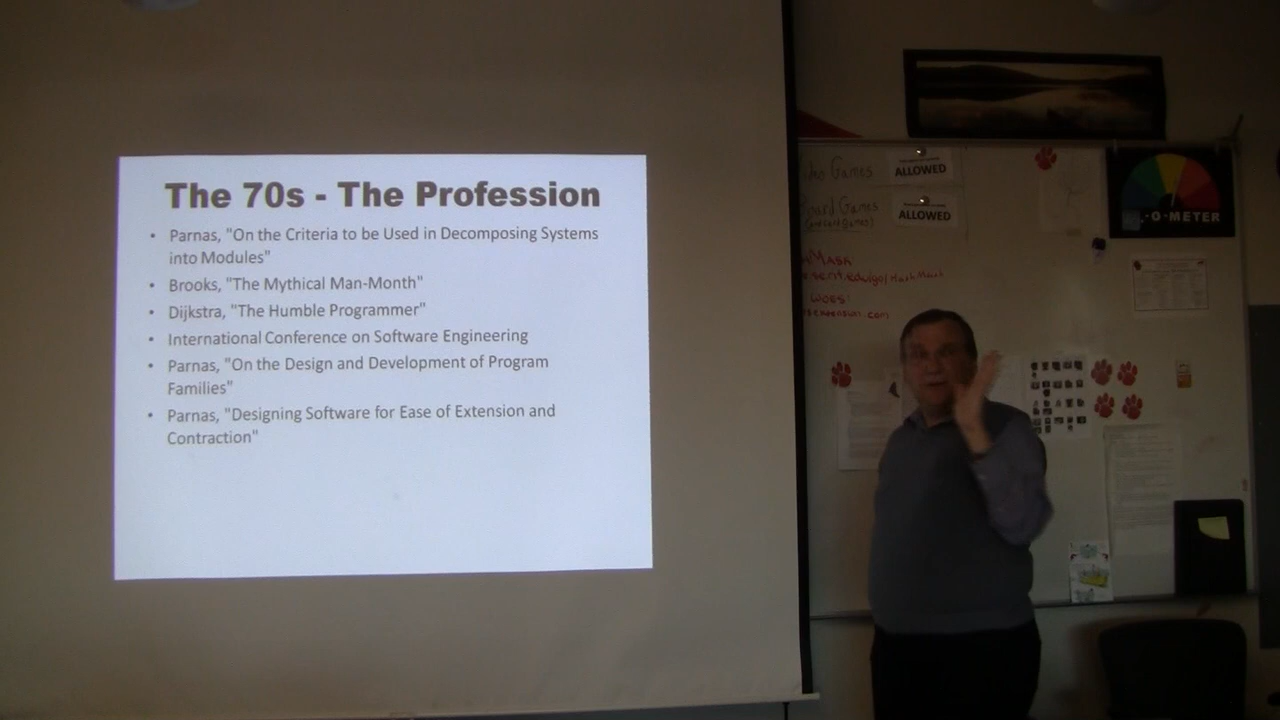 The 70s - The Profession
• Parnas, "On the Criteria to be Used in Decomposing Systems
into Modules"
• Brooks, "The Mythical Man-Month"
• Dijkstra, "The Humble Programmer"
• International Conference on Software Engineering
• Parnas, "On the Design and Development of Program
Families"
• Parnas, "Designing Software for Ease of Extension and
Contraction"
Games
ALLOWED
Games
ALLOWED
-O-METER